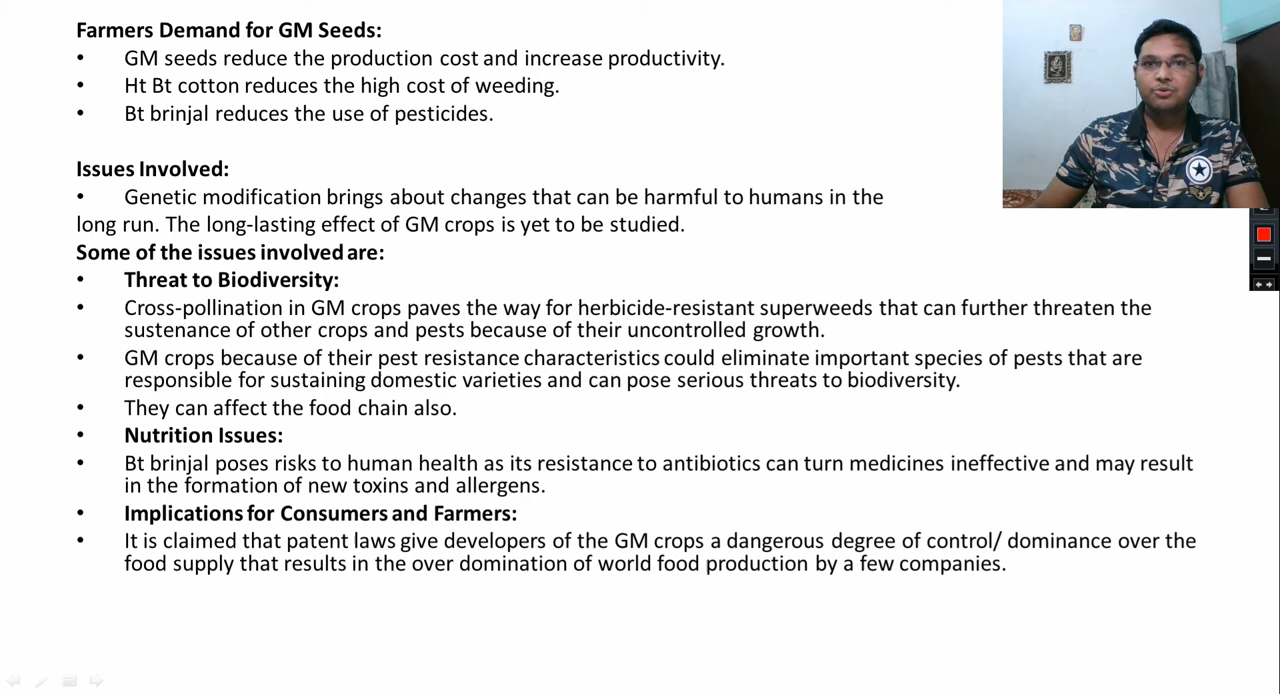 Farmers Demand for GM Seeds:
• GM seeds reduce the production cost and increase productivity.
• Ht Bt cotton reduces the high cost of weeding.
• Bt brinjal reduces the use of pesticides.
Issues Involved:
• Genetic modification brings about changes that can be harmful to humans in the
long run. The long-lasting effect of GM crops is yet to be studied.
Some of the issues involved are:
• Threat to Biodiversity:
• Cross-pollination in GM crops paves the way for herbicide-resistant superweeds that can further threaten the
sustenance of other crops and pests because of their uncontrolled growth.
• GM crops because of their pest resistance characteristics could eliminate important species of pests that are
responsible for sustaining domestic varieties and can pose serious threats to biodiversity.
• They can affect the food chain also.
• Nutrition Issues:
• Bt brinjal poses risks to human health as its resistance to antibiotics can turn medicines ineffective and may result
in the formation of new toxins and allergens.
• Implications for Consumers and Farmers:
• It is claimed that patent laws give developers of the GM crops a dangerous degree of control/ dominance over the
food supply that results in the over domination of world food production by a few companies.